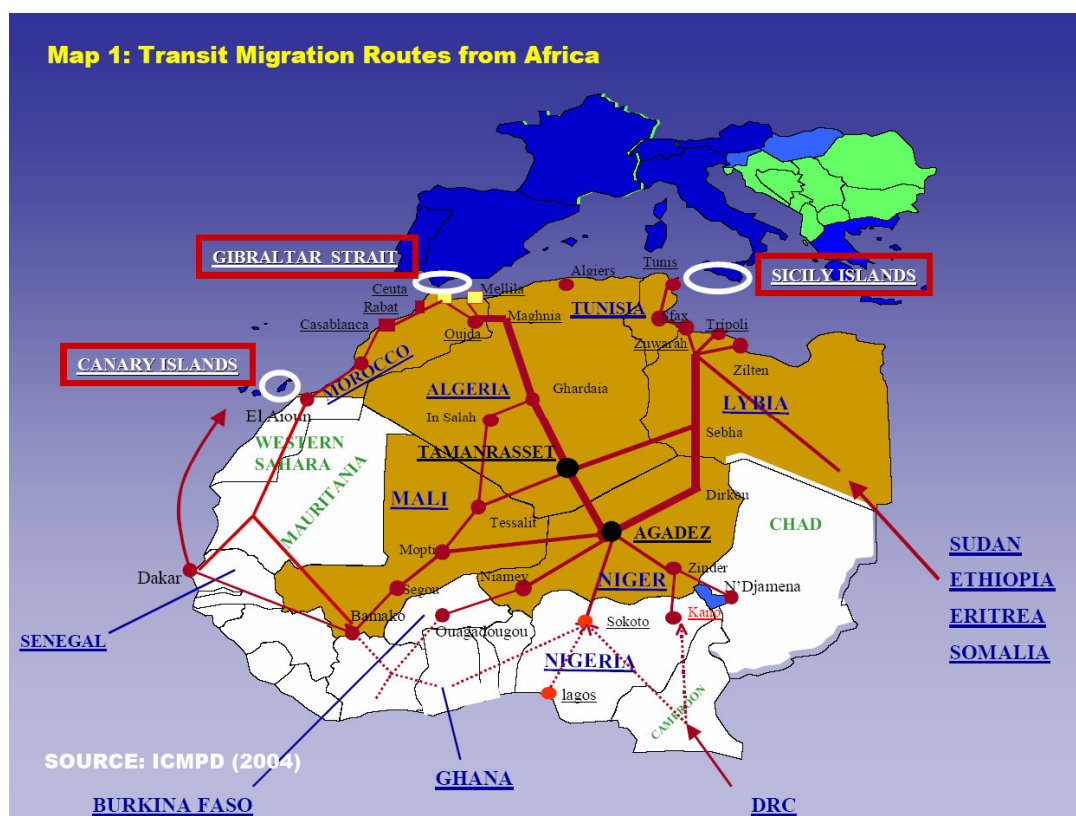 Map 1: Transit Migration Routes from Africa
GIBRALTAR STRAIT
Tunis
SICILY ISLANDS
Algiers
Ceuta
Mellila
Rabat
TUNISIA
Maghnia
Sfax
Tripoli
Casablanca
Oujda
Zuwarah
CANARY ISLANDS
MOROCCO
Zilten
ALGERIA
Ghardaia
LYBIA
El Aioun
In Salah
WESTERN
SAHARA
Sebha
TAMANRASSET
MAURITANIA
MALI
Dirkou
Tessalit
AGADEZ
CHAD
Mopti
SUDAN
Zinder
Dakar
Niamey
NIGER
N'Djamena
ETHIOPIA
Segou
Kano
Bamako
Ouagadougou
Sokoto
ERITREA
SENEGAL
NIGERIA
SOMALIA
lagos
CAMEROON
SOURCE: ICMPD (2004)
GHANA
BURKINA FASO
DRC